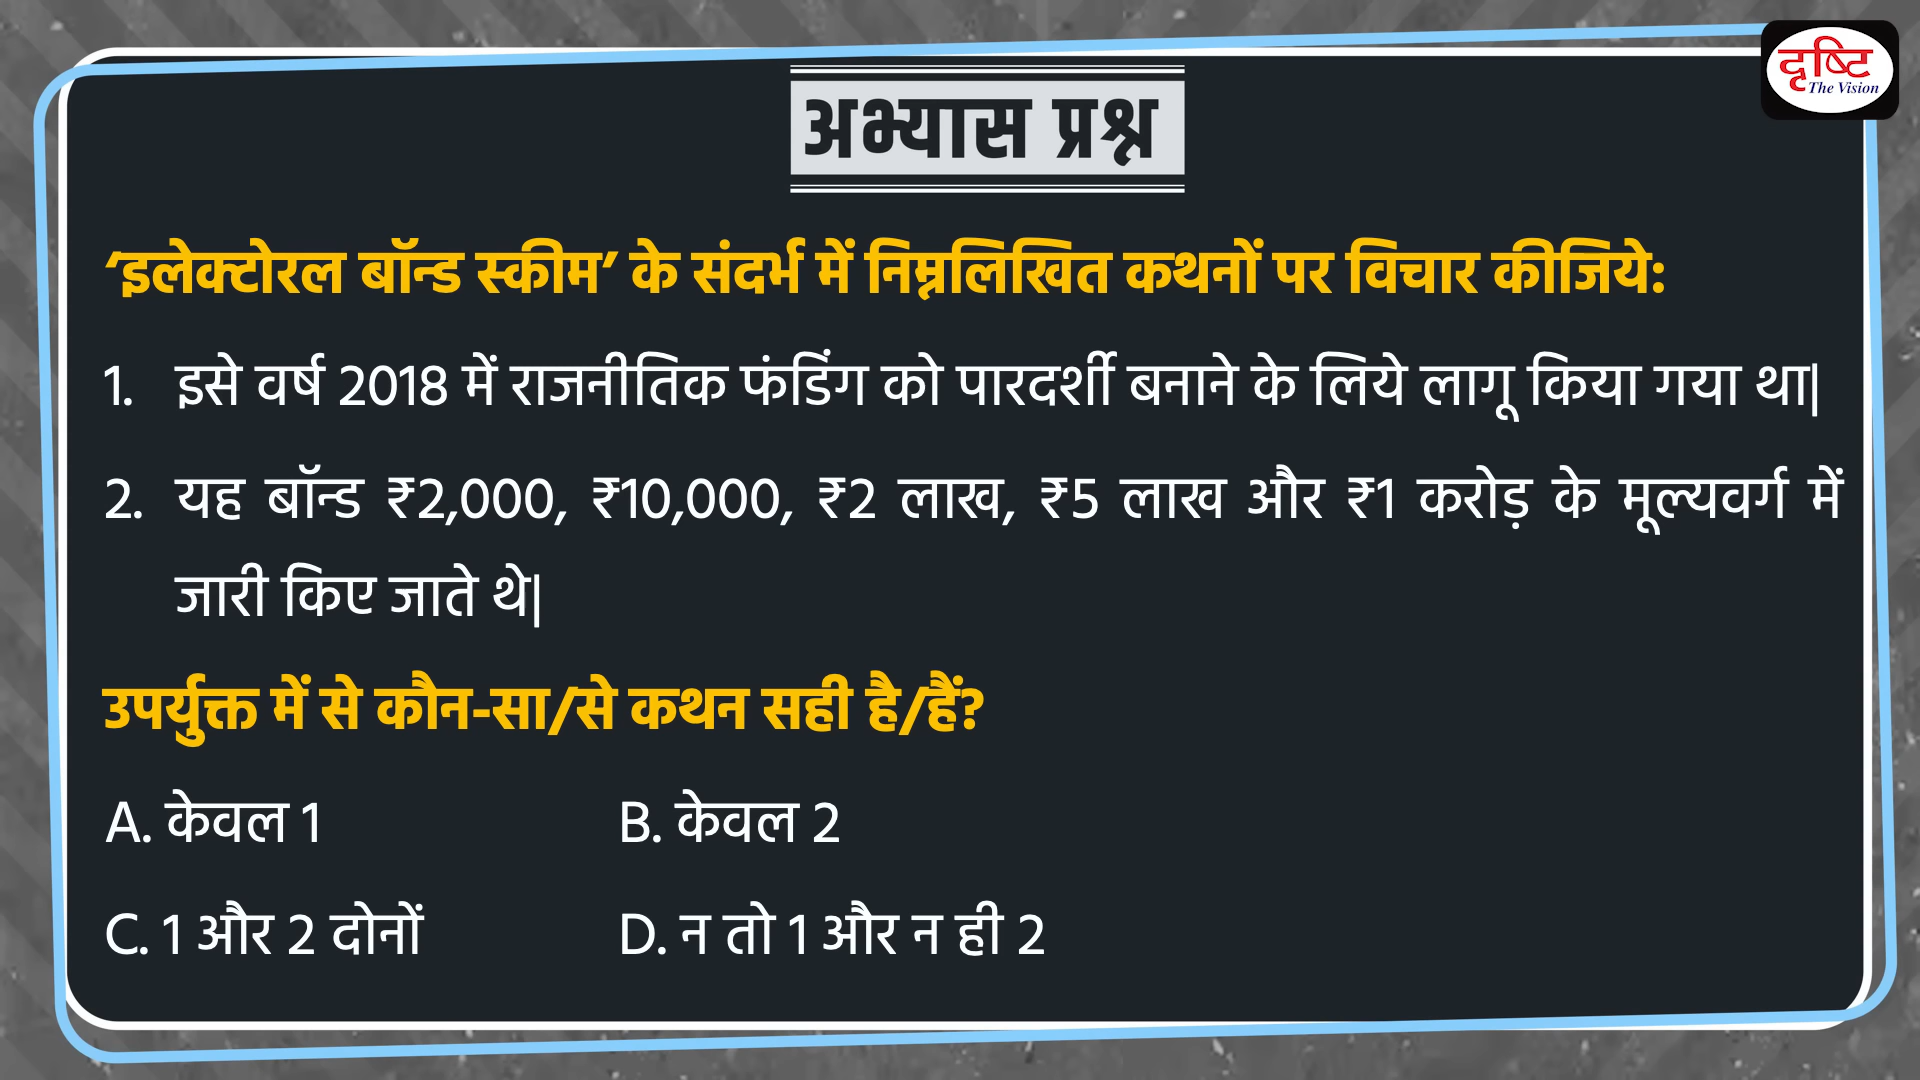 दृष्टि
The Vision
अभ्यास प्रश्न
‘इलेक्टोरल बॉन्ड स्कीम’ के संदर्भ में निम्नलिखित कथनों पर विचार कीजिये:
1. इसे वर्ष 2018 में राजनीतिक फंडिंग को पारदर्शी बनाने के लिये लागू किया गया था|
2. यह बॉन्ड ₹2,000, ₹10,000, ₹2 लाख, ₹5 लाख और ₹1 करोड़ के मूल्यवर्ग में
जारी किए जाते थे|
उपर्युक्त में से कौन-सा/से कथन सही है/हैं?
A. केवल 1 B. केवल 2
C. 1 और 2 दोनों D. न तो 1 और न ही 2